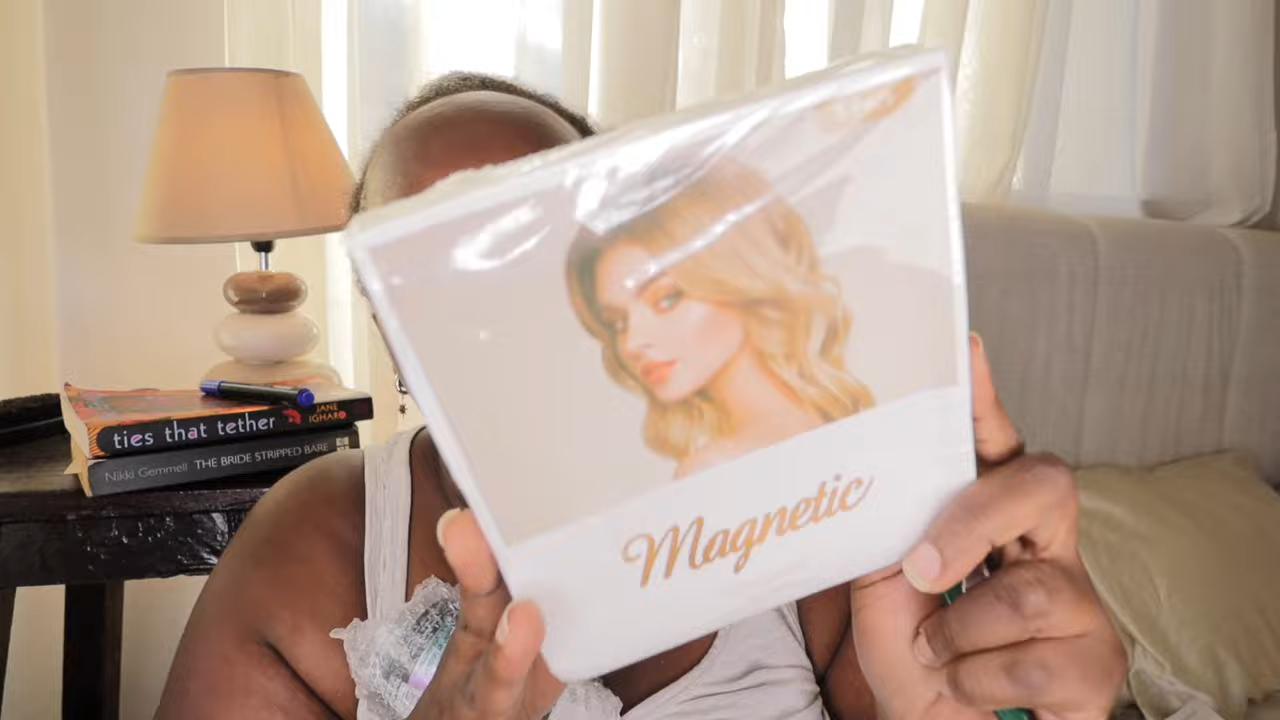 ties that tether
JANE
IGHARO
Nikki Gemmell THE BRIDE STRIPPED BARE
Magnetic